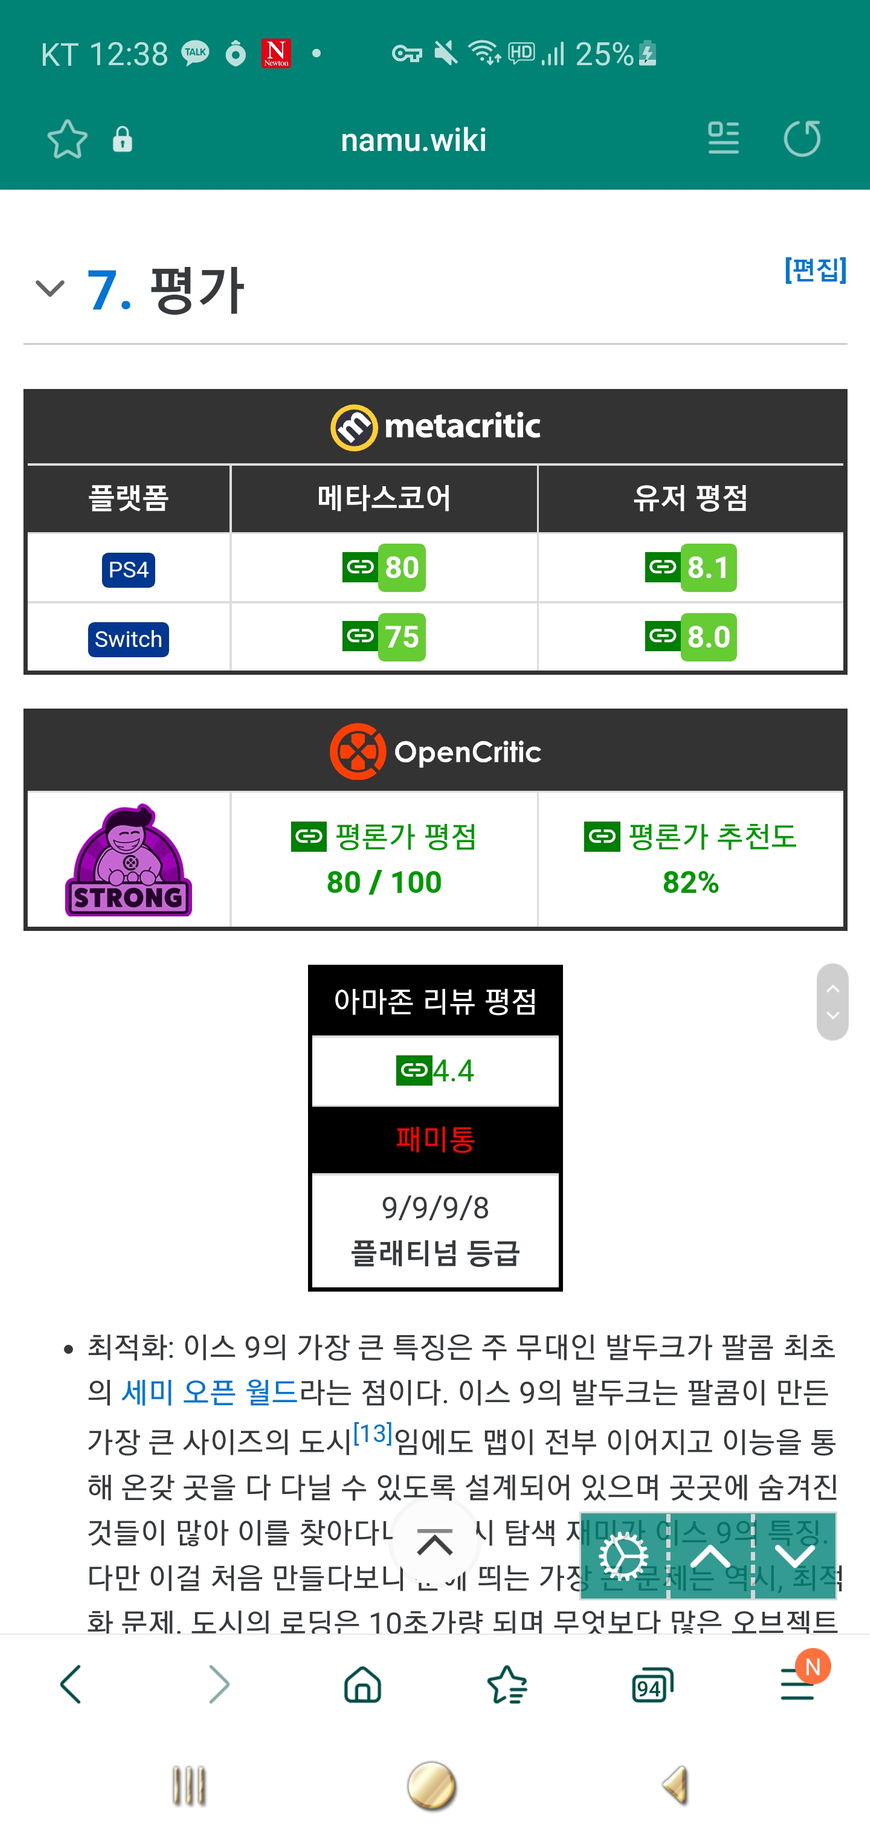 KT 12:38 TALK N Newton HD 25%
namu.wiki
7. 평가 [편집]
metacritic
플랫폼 메타스코어 유저 평점
PS4 80 8.1
Switch 75 8.0
OpenCritic
STRONG 평론가 평점 평론가 추천도
80 / 100 82%
아마존 리뷰 평점
4.4
패미통
9/9/9/8
플래티넘 등급
• 최적화: 이스 9의 가장 큰 특징은 주 무대인 발두크가 팔콤 최초
의 세미 오픈 월드라는 점이다. 이스 9의 발두크는 팔콤이 만든
가장 큰 사이즈의 도시[13]임에도 맵이 전부 이어지고 이능을 통
해 온갖 곳을 다 다닐 수 있도록 설계되어 있으며 곳곳에 숨겨진
것들이 많아 이를 시 탐색 재미가 이스 9의 특징.
다만 이걸 처음 만들다보니 띄는 가장 큰 문제는 역시, 최적
화 문제. 도시의 로딩은 10초가량 되며 무엇보다 많은 오브젝트
94 N